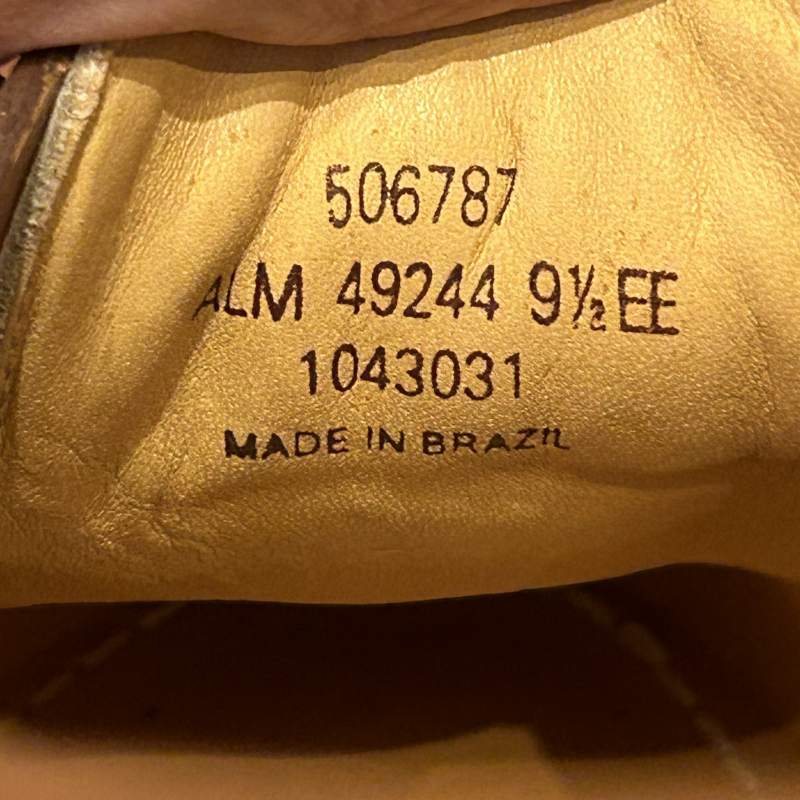 506787
ALM 49244 9½ EE
1043031
MADE IN BRAZIL